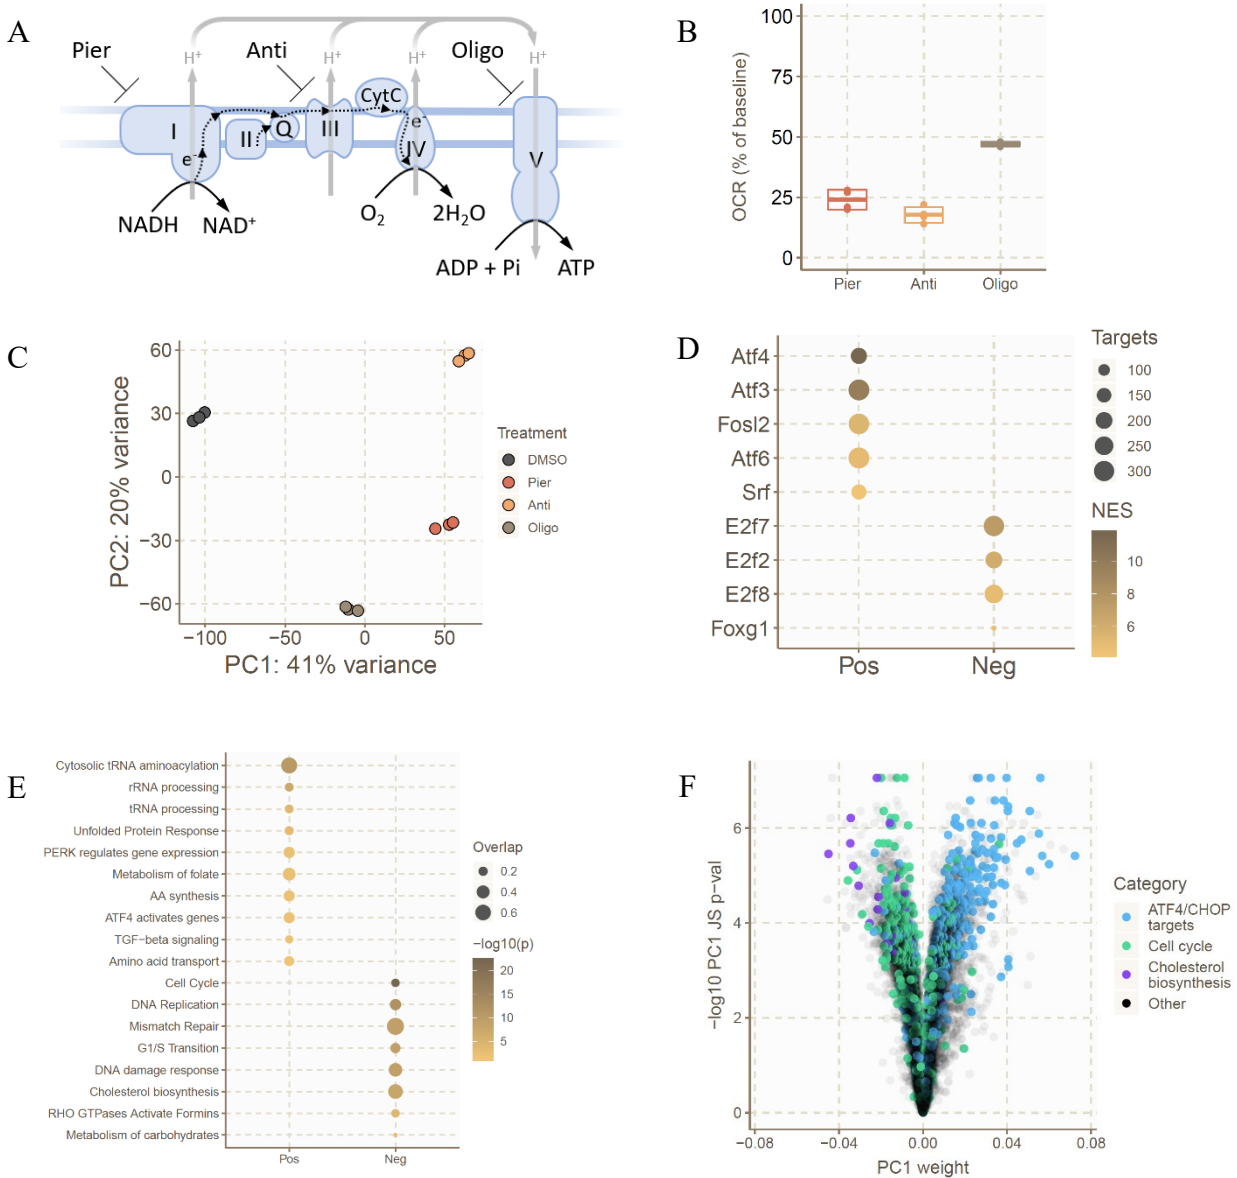 A
Pier
Anti
Oligo
H+
H+
H+
H+
CytC
I
II
Q
III
e-
IV
V
e-
NADH
NAD+
O2
2H2O
ADP + Pi
ATP
B
OCR (% of baseline)
100
75
50
25
0
Pier
Anti
Oligo
C
PC2: 20% variance
60
30
0
−30
−60
−100
−50
0
50
PC1: 41% variance
Treatment
DMSO
Pier
Anti
Oligo
D
Atf4
Atf3
Fosl2
Atf6
Srf
E2f7
E2f2
E2f8
Foxg1
Pos
Neg
Targets
100
150
200
250
300
NES
10
8
6
E
Cytosolic tRNA aminoacylation
rRNA processing
tRNA processing
Unfolded Protein Response
PERK regulates gene expression
Metabolism of folate
AA synthesis
ATF4 activates genes
TGF-beta signaling
Amino acid transport
Cell Cycle
DNA Replication
Mismatch Repair
G1/S Transition
DNA damage response
Cholesterol biosynthesis
RHO GTPases Activate Formins
Metabolism of carbohydrates
Pos
Neg
Overlap
0.2
0.4
0.6
−log10(p)
20
15
10
5
F
−log10 PC1 JS p−val
6
4
2
0
−0.08
−0.04
0.00
0.04
0.08
PC1 weight
Category
ATF4/CHOP
targets
Cell cycle
Cholesterol
biosynthesis
Other